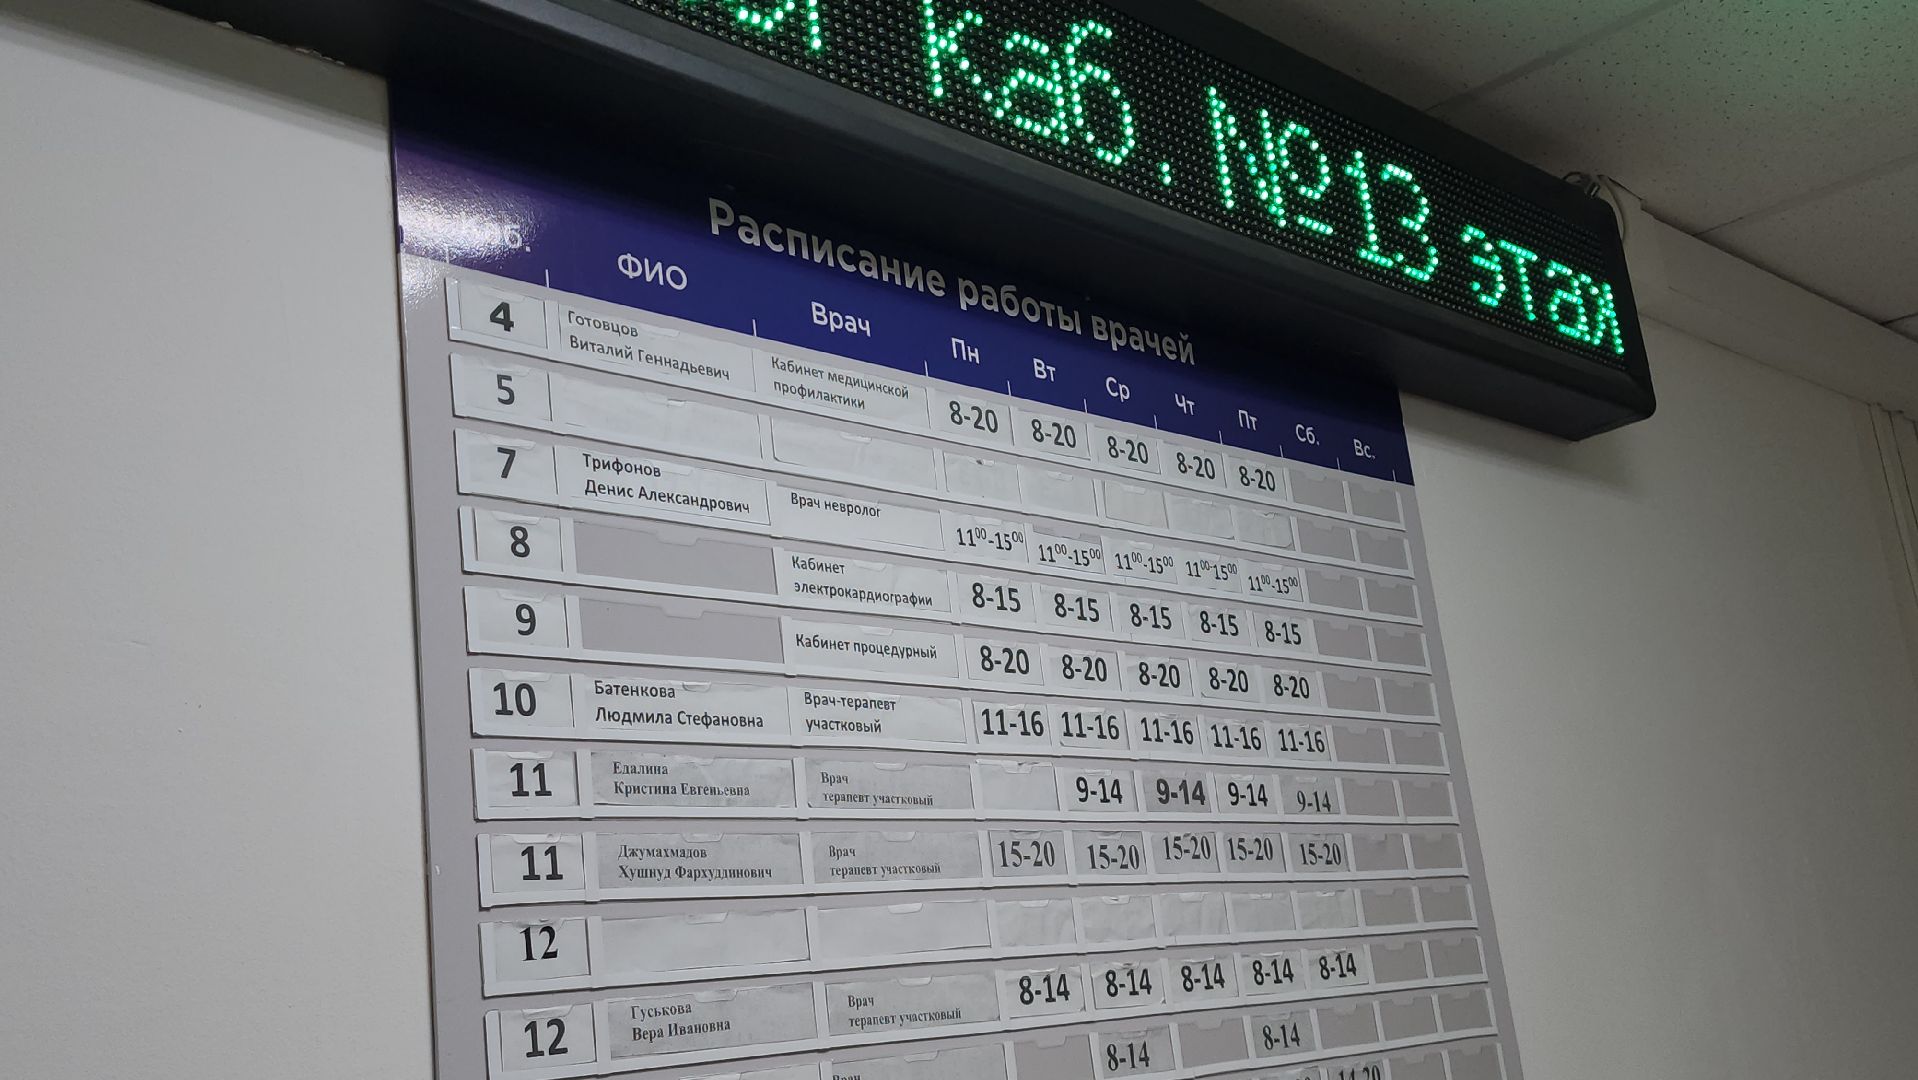 каб. №13 этаж
Расписание работы врачей
ФИО Врач Пн Вт Ср Чт Пт Сб. Вс.
4 Готовцов Виталий Геннадьевич Кабинет медицинской профилактики 8-20 8-20 8-20 8-20 8-20
5
7 Трифонов Денис Александрович Врач невролог 11⁰⁰-15⁰⁰ 11⁰⁰-15⁰⁰ 11⁰⁰-15⁰⁰ 11⁰⁰-15⁰⁰ 11⁰⁰-15⁰⁰
8 Кабинет электрокардиографии 8-15 8-15 8-15 8-15 8-15
9 Кабинет процедурный 8-20 8-20 8-20 8-20 8-20
10 Батенкова Людмила Стефановна Врач-терапевт участковый 11-16 11-16 11-16 11-16 11-16
11 Едалина Кристина Евгеньевна Врач терапевт участковый 9-14 9-14 9-14 9-14
11 Джумахмадов Хушнуд Фархудлинович Врач терапевт участковый 15-20 15-20 15-20 15-20 15-20
12
12 Гуськова Вера Ивановна Врач терапевт участковый 8-14 8-14 8-14 8-14 8-14
8-14 8-14
Врач 14-20